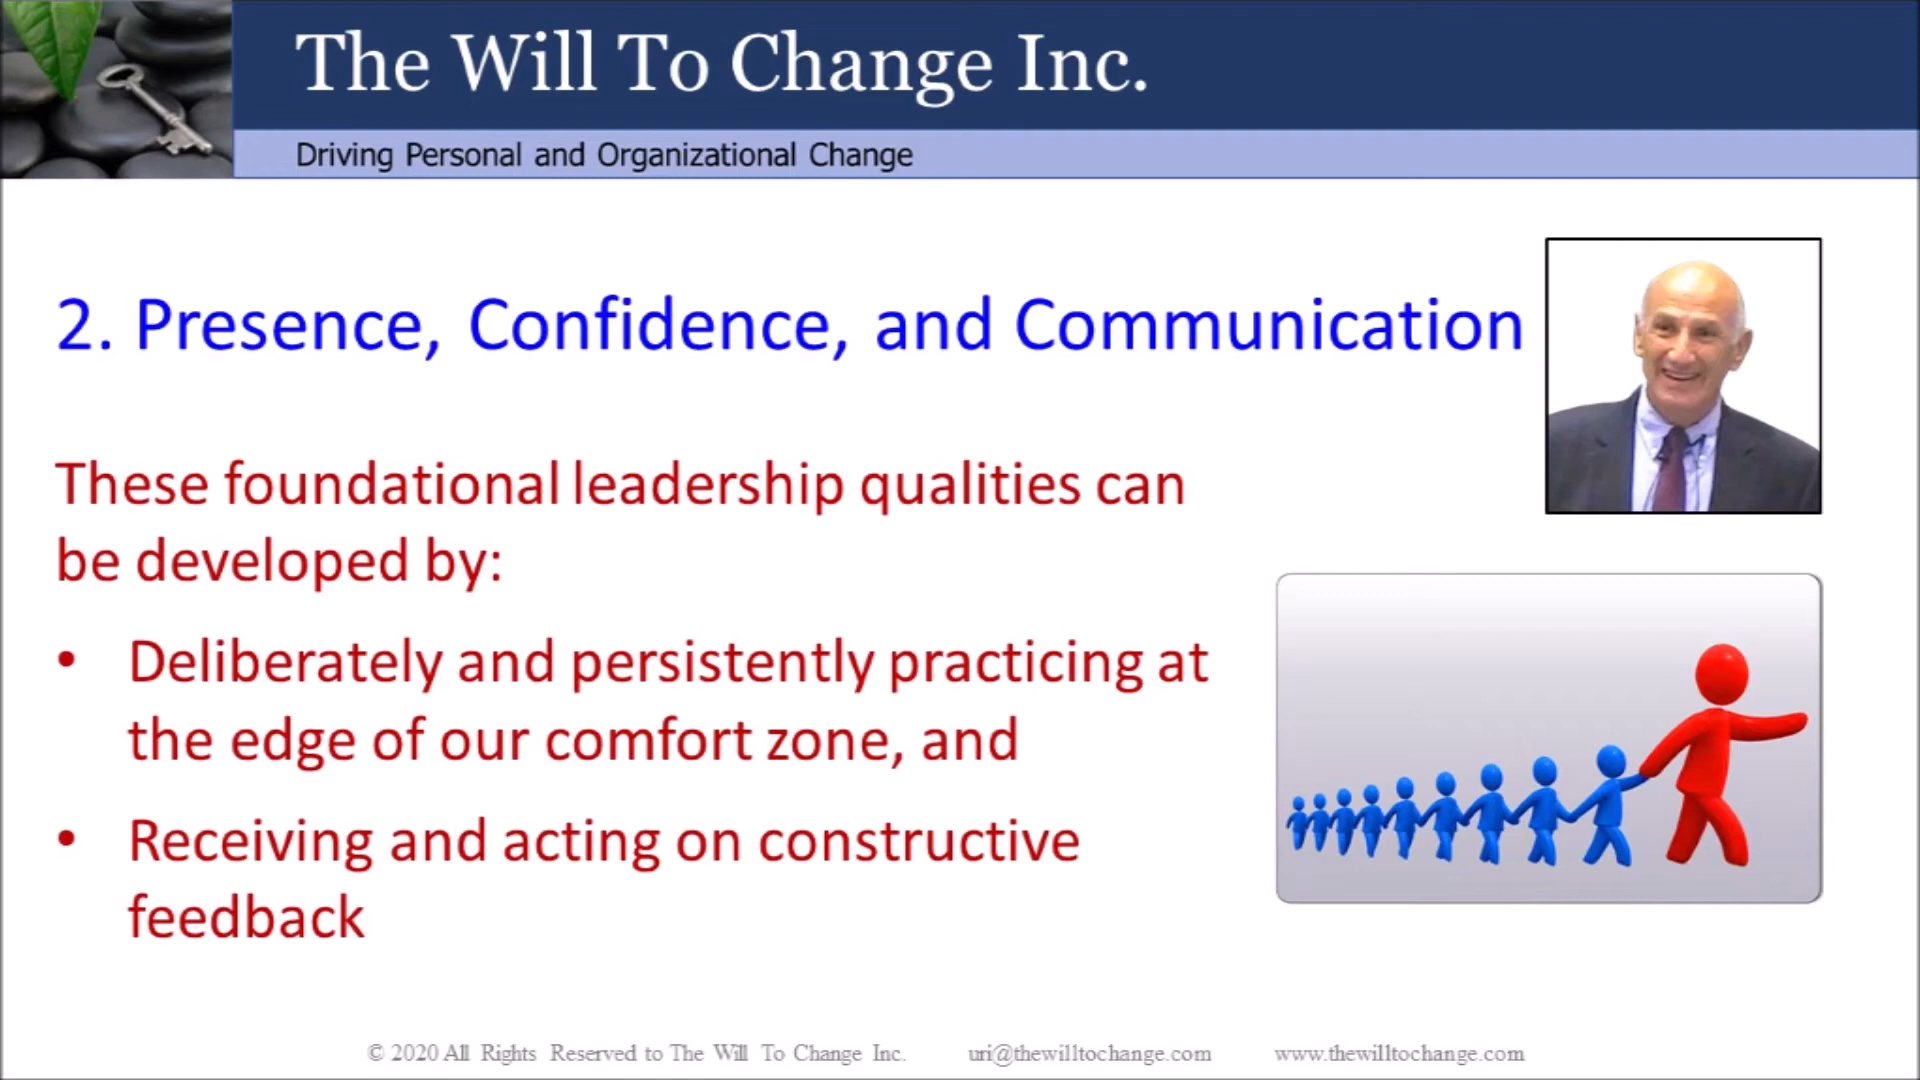 The Will To Change Inc.
Driving Personal and Organizational Change
2. Presence, Confidence, and Communication
These foundational leadership qualities can
be developed by:
• Deliberately and persistently practicing at
the edge of our comfort zone, and
• Receiving and acting on constructive
feedback
© 2020 All Rights Reserved to The Will To Change Inc. uri@thewilltochange.com www.thewilltochange.com